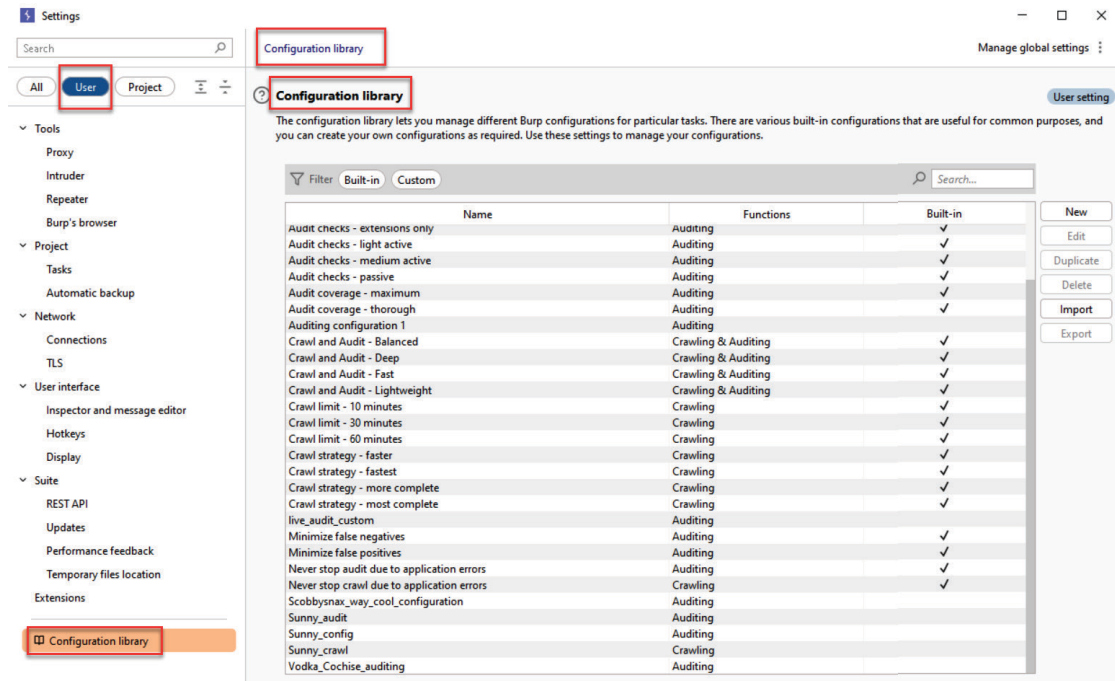 Settings
Search
Configuration library
Manage global settings
All User Project
Configuration library
User setting
The configuration library lets you manage different Burp configurations for particular tasks. There are various built-in configurations that are useful for common purposes, and
you can create your own configurations as required. Use these settings to manage your configurations.
Tools
Proxy
Intruder
Repeater
Burp's browser
Project
Tasks
Automatic backup
Network
Connections
TLS
User interface
Inspector and message editor
Hotkeys
Display
Suite
REST API
Updates
Performance feedback
Temporary files location
Extensions
Configuration library
Filter Built-in Custom Search...
Name Functions Built-in
Audit checks - extensions only Auditing ✓
Audit checks - light active Auditing ✓
Audit checks - medium active Auditing ✓
Audit checks - passive Auditing ✓
Audit coverage - maximum Auditing ✓
Audit coverage - thorough Auditing ✓
Auditing configuration 1 Auditing
Crawl and Audit - Balanced Crawling & Auditing ✓
Crawl and Audit - Deep Crawling & Auditing ✓
Crawl and Audit - Fast Crawling & Auditing ✓
Crawl and Audit - Lightweight Crawling & Auditing ✓
Crawl limit - 10 minutes Crawling ✓
Crawl limit - 30 minutes Crawling ✓
Crawl limit - 60 minutes Crawling ✓
Crawl strategy - faster Crawling ✓
Crawl strategy - fastest Crawling ✓
Crawl strategy - more complete Crawling ✓
Crawl strategy - most complete Crawling ✓
live_audit_custom Auditing
Minimize false negatives Auditing ✓
Minimize false positives Auditing ✓
Never stop audit due to application errors Auditing ✓
Never stop crawl due to application errors Crawling ✓
Scobbysnax_way_cool_configuration Auditing
Sunny_audit Auditing
Sunny_config Auditing
Sunny_crawl Crawling
Vodka_Cochise_auditing Auditing
New
Edit
Duplicate
Delete
Import
Export